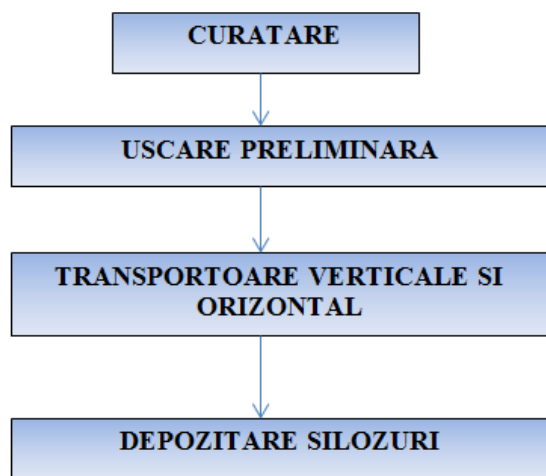 CURATARE
USCARE PRELIMINARA
TRANSPORTOARE VERTICALE SI
ORIZONTAL
DEPOZITARE SILOZURI